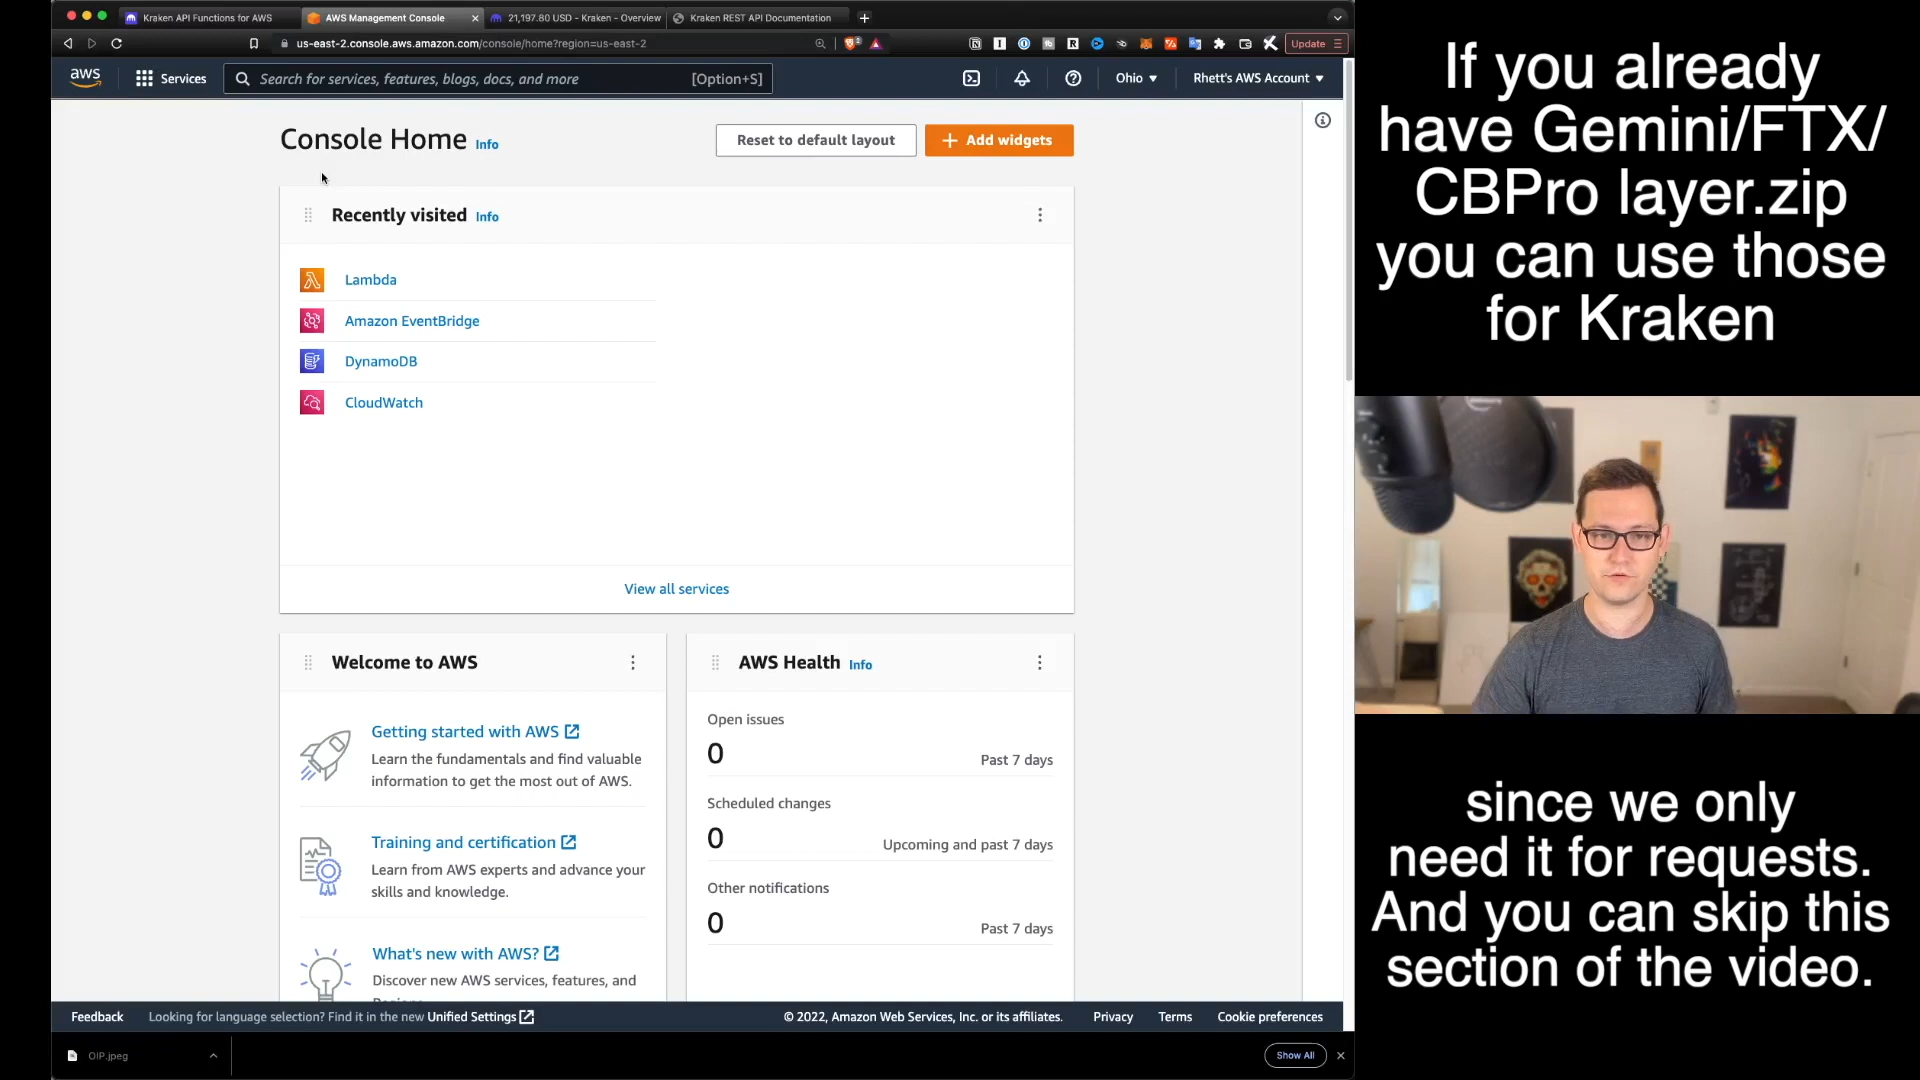 Kraken API Functions for AWS
AWS Management Console
21,197.80 USD - Kraken - Overview
Kraken REST API Documentation
us-east-2.console.aws.amazon.com/console/home?region=us-east-2
Update
aws
Services
Search for services, features, blogs, docs, and more
[Option+S]
Ohio
Rhett's AWS Account
Console Home
Info
Reset to default layout
Add widgets
Recently visited
Info
Lambda
Amazon EventBridge
DynamoDB
CloudWatch
View all services
Welcome to AWS
Getting started with AWS
Learn the fundamentals and find valuable
information to get the most out of AWS.
Training and certification
Learn from AWS experts and advance your
skills and knowledge.
What's new with AWS?
Discover new AWS services, features, and
AWS Health
Info
Open issues
0
Past 7 days
Scheduled changes
0
Upcoming and past 7 days
Other notifications
0
Past 7 days
Feedback
Looking for language selection? Find it in the new Unified Settings
© 2022, Amazon Web Services, Inc. or its affiliates.
Privacy
Terms
Cookie preferences
OIP.jpeg
Show All
If you already
have Gemini/FTX/
CBPro layer.zip
you can use those
for Kraken
since we only
need it for requests.
And you can skip this
section of the video.